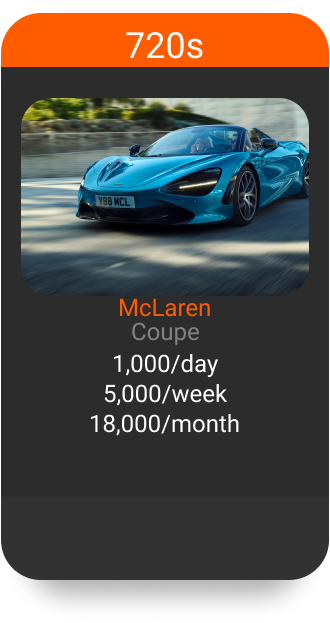 720s
Y88 MCL
McLaren
Coupe
1,000/day
5,000/week
18,000/month